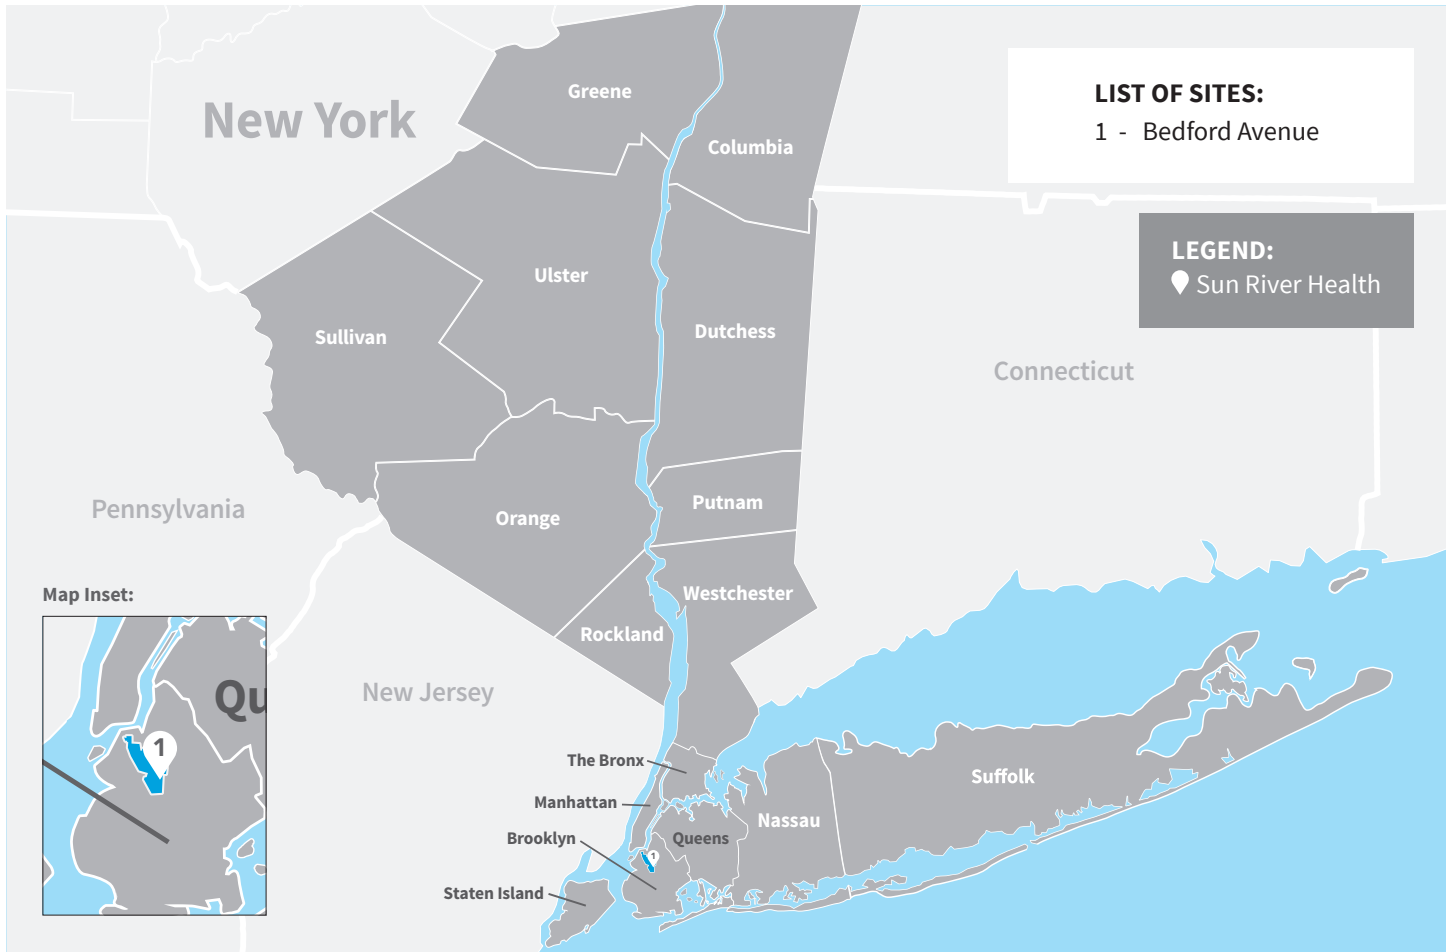 New York
Greene
Columbia
LIST OF SITES:
1 - Bedford Avenue
LEGEND:
Sun River Health
Ulster
Sullivan
Dutchess
Connecticut
Pennsylvania
Orange
Putnam
Westchester
Rockland
Map Inset:
Qu
1
New Jersey
The Bronx
Manhattan
Brooklyn
Staten Island
Queens
Nassau
Suffolk
1